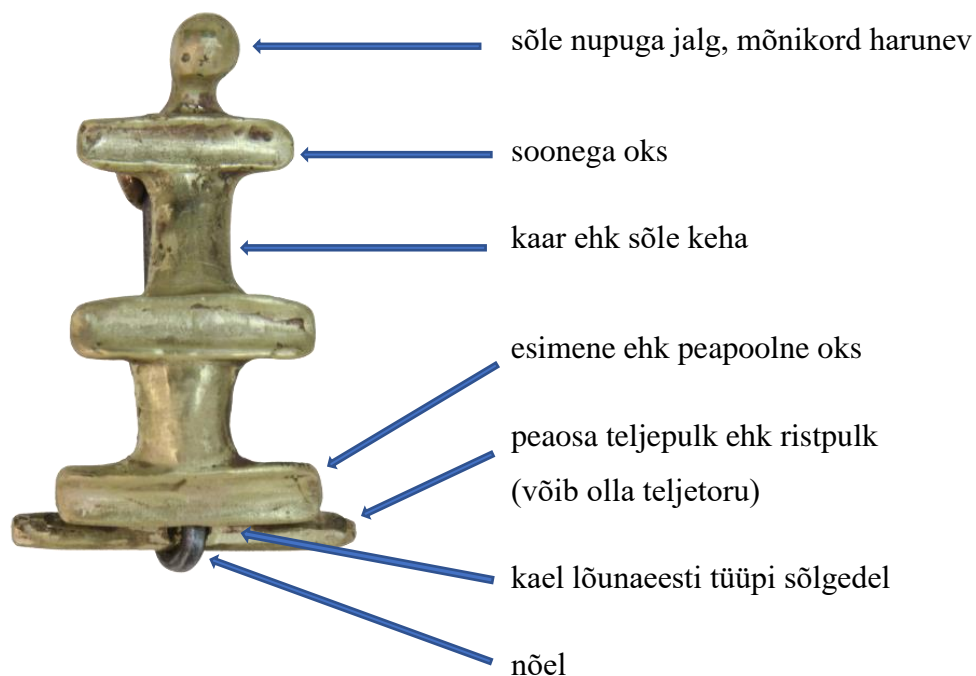 sõle nupuga jalg, mõnikord harunev
soonega oks
kaar ehk sõle keha
esimene ehk peapoolne oks
peaosa teljepulk ehk ristpulk
(võib olla teljetoru)
kael lõunaeesti tüüpi sõlgedel
nõel